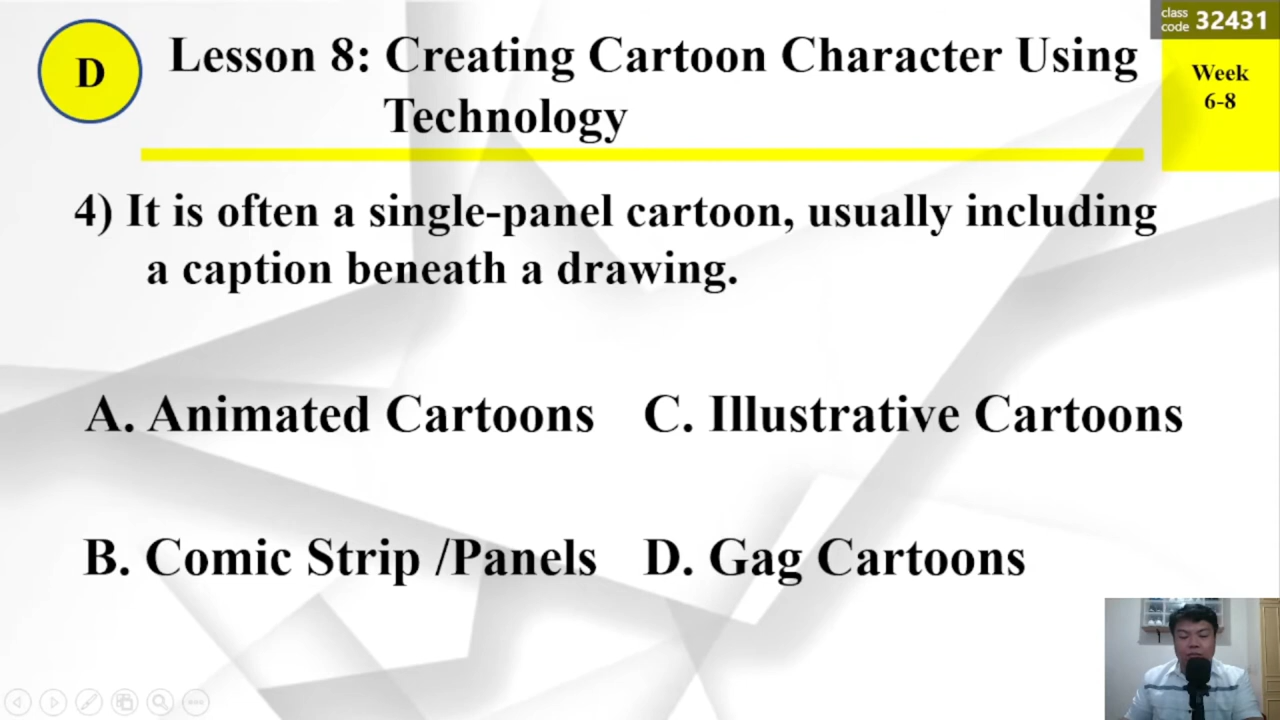 D
Lesson 8: Creating Cartoon Character Using
Technology
class
code 32431
Week
6-8
4) It is often a single-panel cartoon, usually including
a caption beneath a drawing.
A. Animated Cartoons
C. Illustrative Cartoons
B. Comic Strip /Panels
D. Gag Cartoons